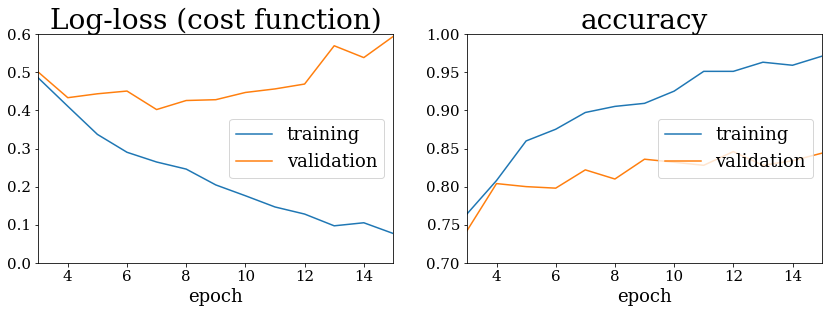 Log-loss (cost function)
0.6
0.5
0.4
0.3
0.2
0.1
0.0
training
validation
4 6 8 10 12 14
epoch
accuracy
1.00
0.95
0.90
0.85
0.80
0.75
0.70
training
validation
4 6 8 10 12 14
epoch